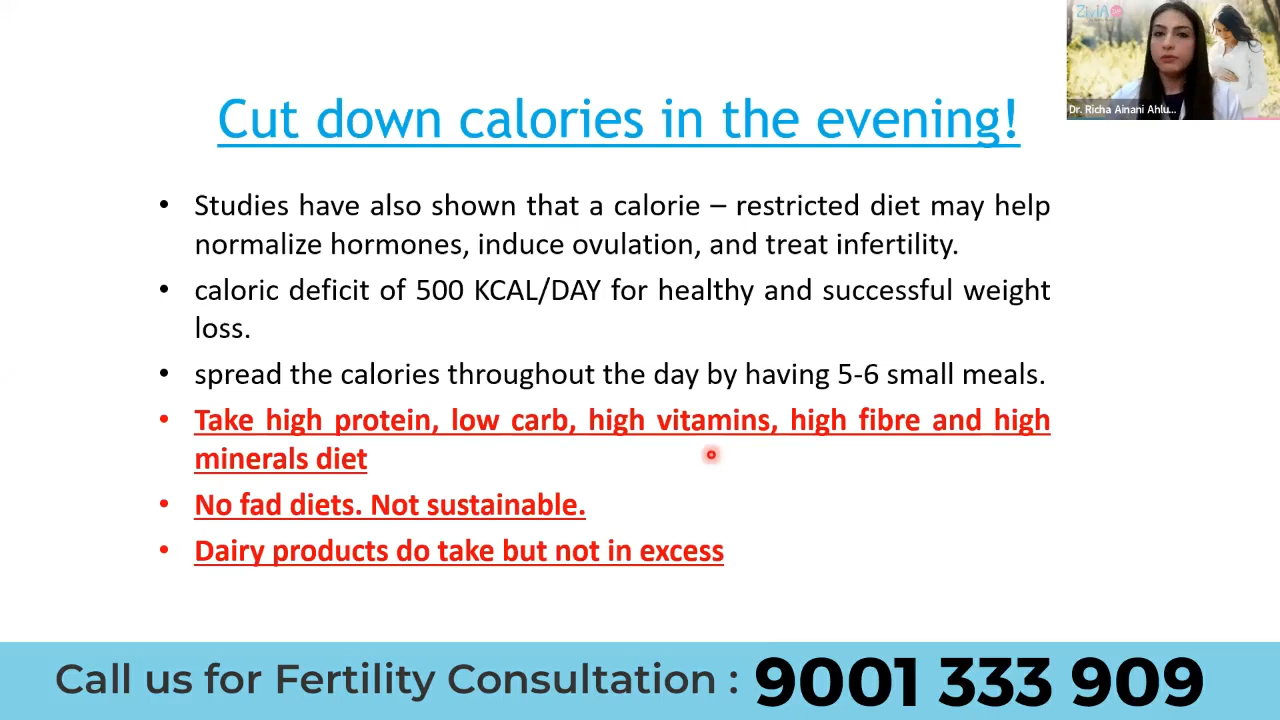 Cut down calories in the evening!
• Studies have also shown that a calorie – restricted diet may help
normalize hormones, induce ovulation, and treat infertility.
• caloric deficit of 500 KCAL/DAY for healthy and successful weight
loss.
• spread the calories throughout the day by having 5-6 small meals.
• Take high protein, low carb, high vitamins, high fibre and high
minerals diet
• No fad diets. Not sustainable.
• Dairy products do take but not in excess
Dr. Richa Ainani Ahlu...
Call us for Fertility Consultation : 9001 333 909